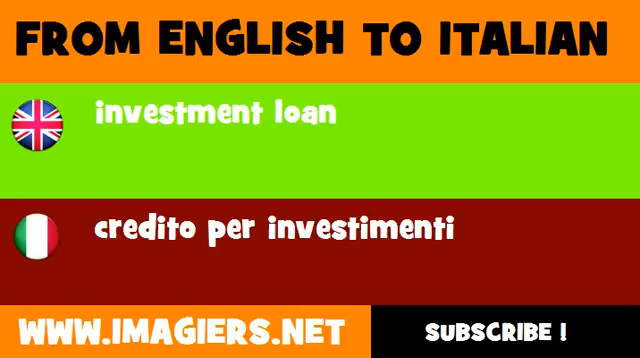 FROM ENGLISH TO ITALIAN
investment loan
credito per investimenti
WWW.IMAGIERS.NET
SUBSCRIBE !